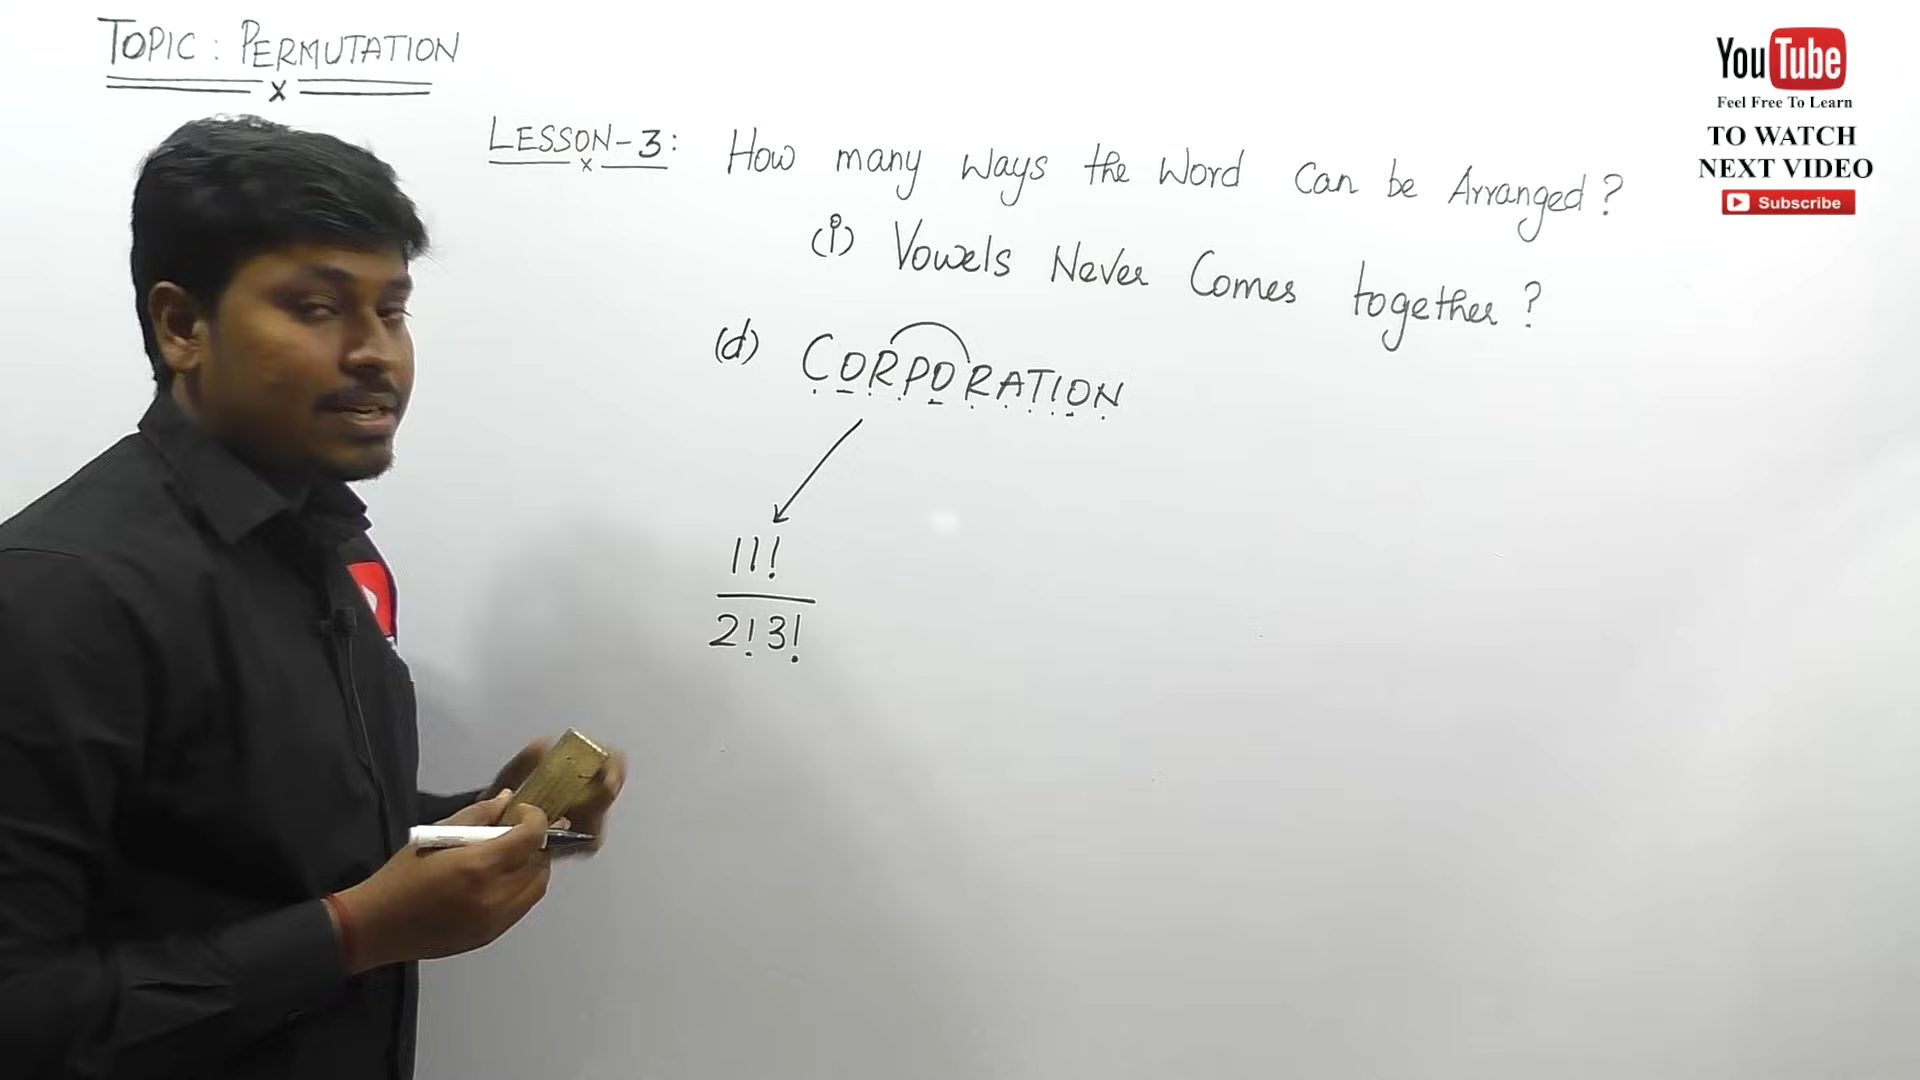 TOPIC : PERMUTATION
x
YouTube
Feel Free To Learn
TO WATCH
NEXT VIDEO
Subscribe
LESSON-3: How many Ways the Word Can be Arranged?
x
(i) Vowels Never Comes together?
(d) CORPORATION
11!
2!3!